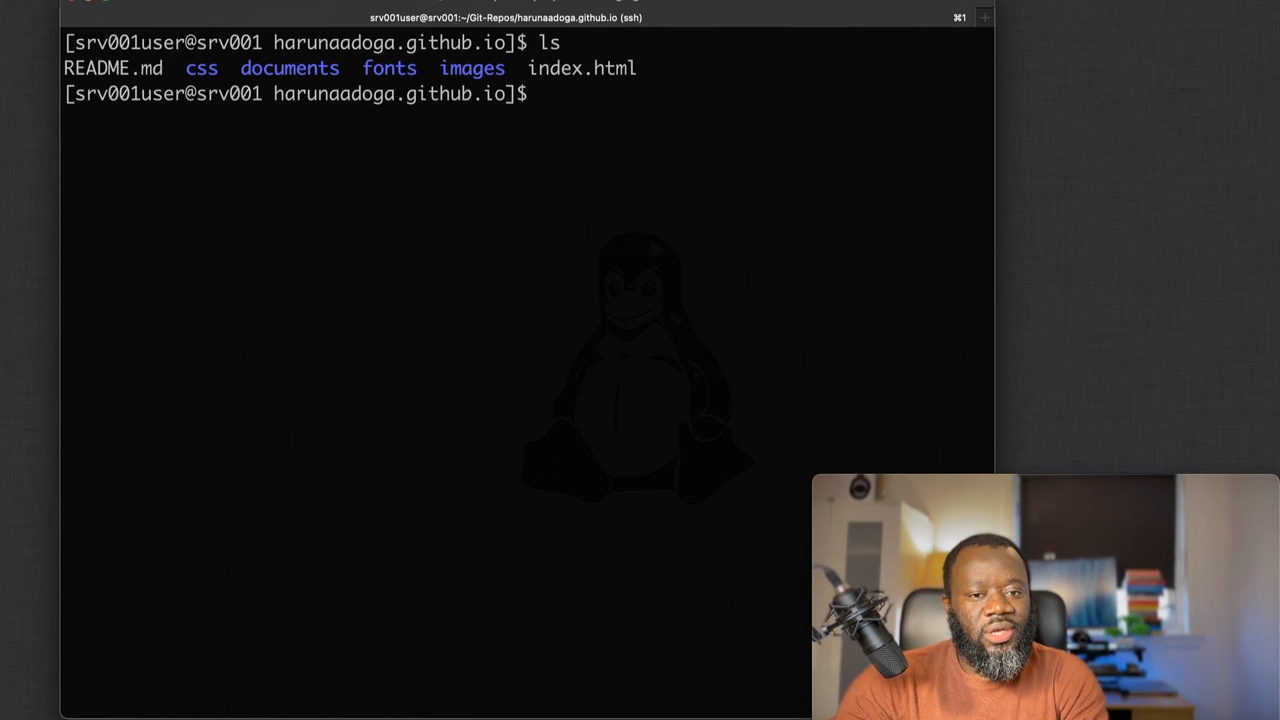 srv001user@srv001:~/Git-Repos/harunaadoga.github.io (ssh)
⌘1
[srv001user@srv001 harunaadoga.github.io]$ ls
README.md css documents fonts images index.html
[srv001user@srv001 harunaadoga.github.io]$